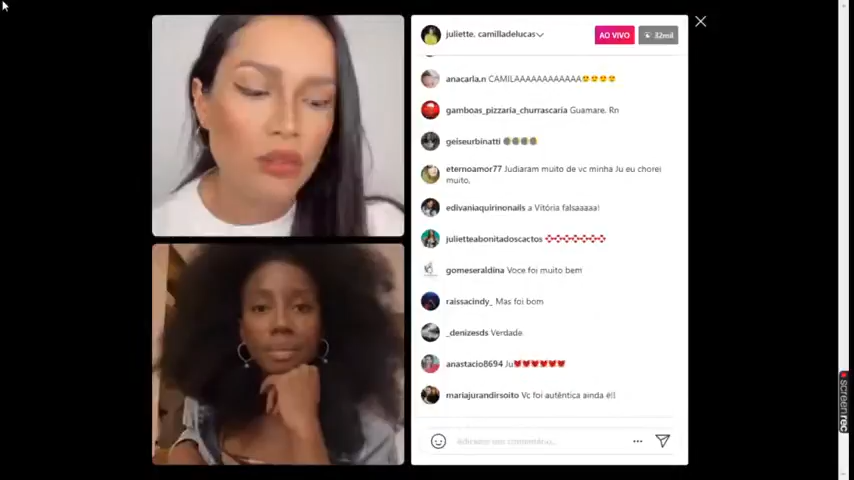 juliette, camilladelucas
AO VIVO
32mil
anacarla.n CAMILAAAAAAAAAAAA😍😍😍😍
gamboas_pizzaria_churrascaria Guamare. Rn
geiseurbinatti
eternoamor77 Judiaram muito de vc minha Ju eu chorei
muito.
edivaniaquirinonails a Vitória falsaaaaa!
julietteabonitadoscactos
gomeseraldina Voce foi muito bem
raissacindy_ Mas foi bom
_denizesds Verdade
anastacio8694 Ju
mariajurandirsoito Vc foi autêntica ainda é!!
Adicione um comentário...
screenrec